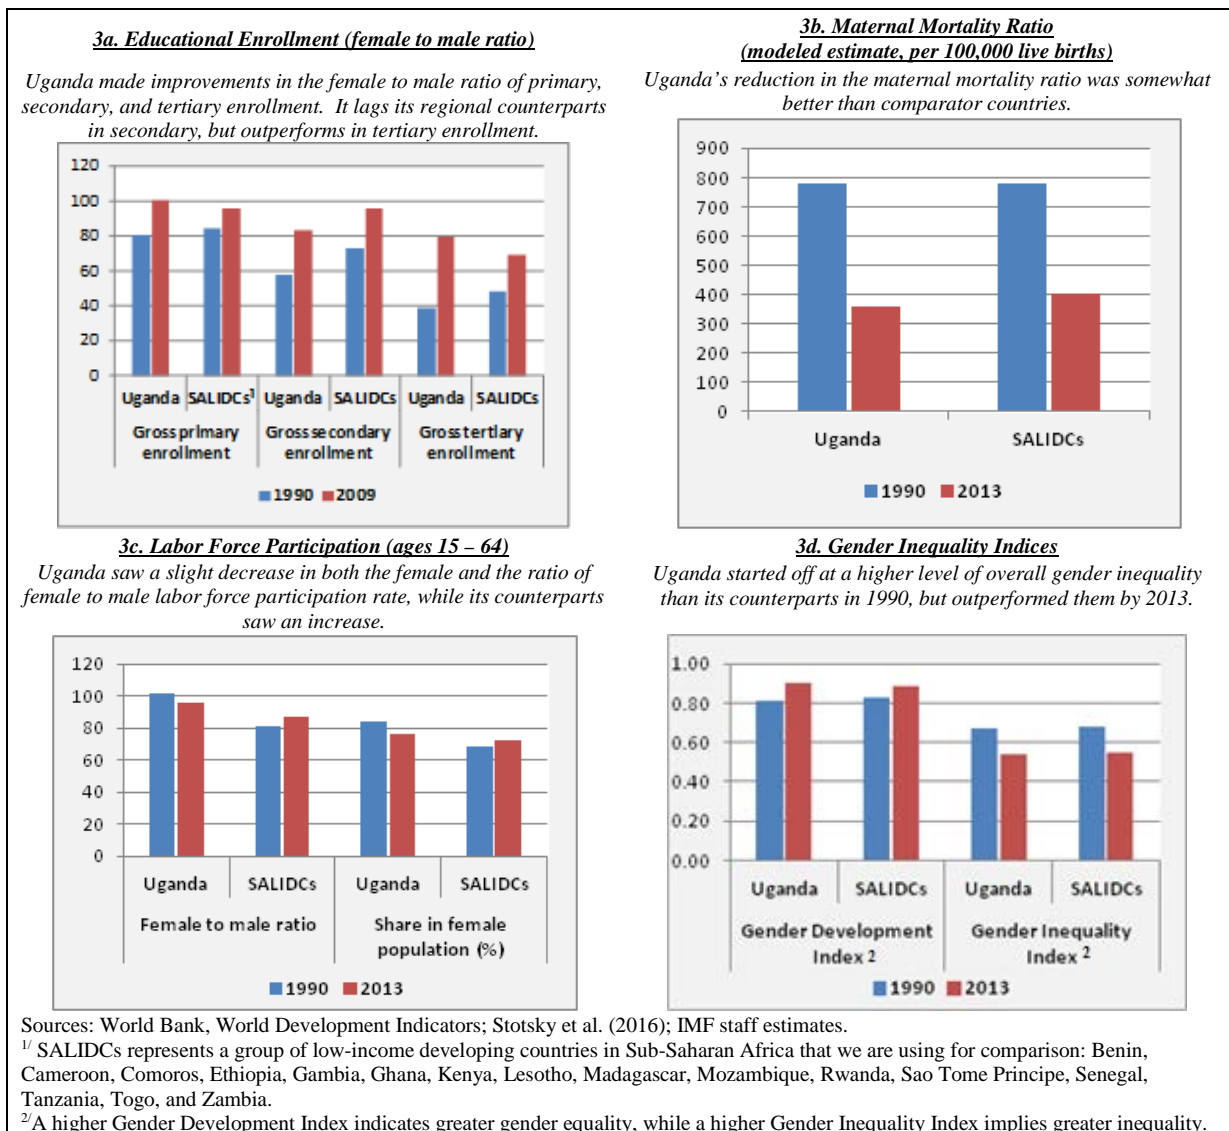 3a. Educational Enrollment (female to male ratio)
Uganda made improvements in the female to male ratio of primary,
secondary, and tertiary enrollment. It lags its regional counterparts
in secondary, but outperforms in tertiary enrollment.
120
100
80
60
40
20
0
Uganda SALIDCs¹ Uganda SALIDCs Uganda SALIDCs
Gross primary Gross secondary Gross tertiary
enrollment enrollment enrollment
1990 2009
3b. Maternal Mortality Ratio
(modeled estimate, per 100,000 live births)
Uganda's reduction in the maternal mortality ratio was somewhat
better than comparator countries.
900
800
700
600
500
400
300
200
100
0
Uganda SALIDCs
1990 2013
3c. Labor Force Participation (ages 15 – 64)
Uganda saw a slight decrease in both the female and the ratio of
female to male labor force participation rate, while its counterparts
saw an increase.
120
100
80
60
40
20
0
Uganda SALIDCs Uganda SALIDCs
Female to male ratio Share in female
population (%)
1990 2013
3d. Gender Inequality Indices
Uganda started off at a higher level of overall gender inequality
than its counterparts in 1990, but outperformed them by 2013.
1.00
0.80
0.60
0.40
0.20
0.00
Uganda SALIDCs Uganda SALIDCs
Gender Development Gender Inequality
Index 2 Index 2
1990 2013
Sources: World Bank, World Development Indicators; Stotsky et al. (2016); IMF staff estimates.
1/ SALIDCs represents a group of low-income developing countries in Sub-Saharan Africa that we are using for comparison: Benin,
Cameroon, Comoros, Ethiopia, Gambia, Ghana, Kenya, Lesotho, Madagascar, Mozambique, Rwanda, Sao Tome Principe, Senegal,
Tanzania, Togo, and Zambia.
2/A higher Gender Development Index indicates greater gender equality, while a higher Gender Inequality Index implies greater inequality.